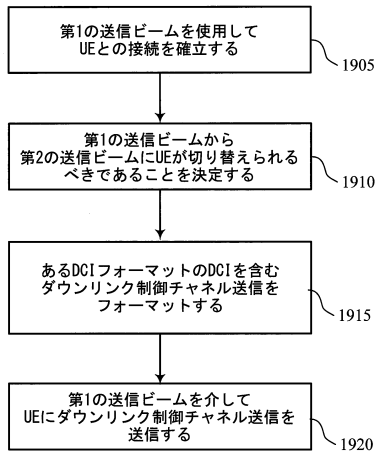 第1の送信ビームを使用して
UEとの接続を確立する
1905
第1の送信ビームから
第2の送信ビームにUEが切り替えられる
べきであることを決定する
1910
あるDCIフォーマットのDCIを含む
ダウンリンク制御チャネル送信を
フォーマットする
1915
第1の送信ビームを介して
UEにダウンリンク制御チャネル送信を
送信する
1920